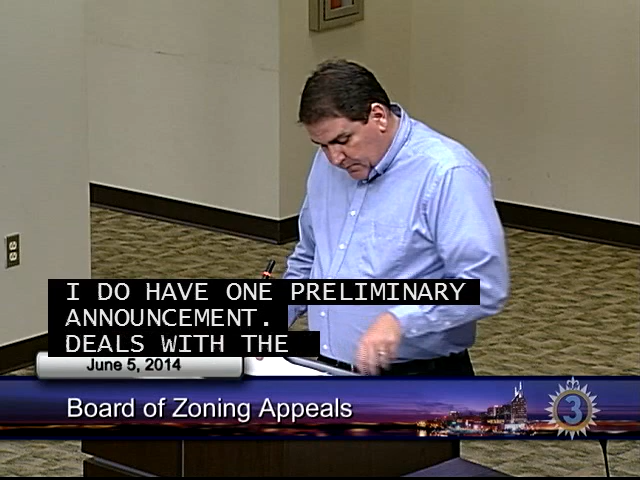 I DO HAVE ONE PRELIMINARY
ANNOUNCEMENT.
DEALS WITH THE
June 5, 2014
Board of Zoning Appeals
3